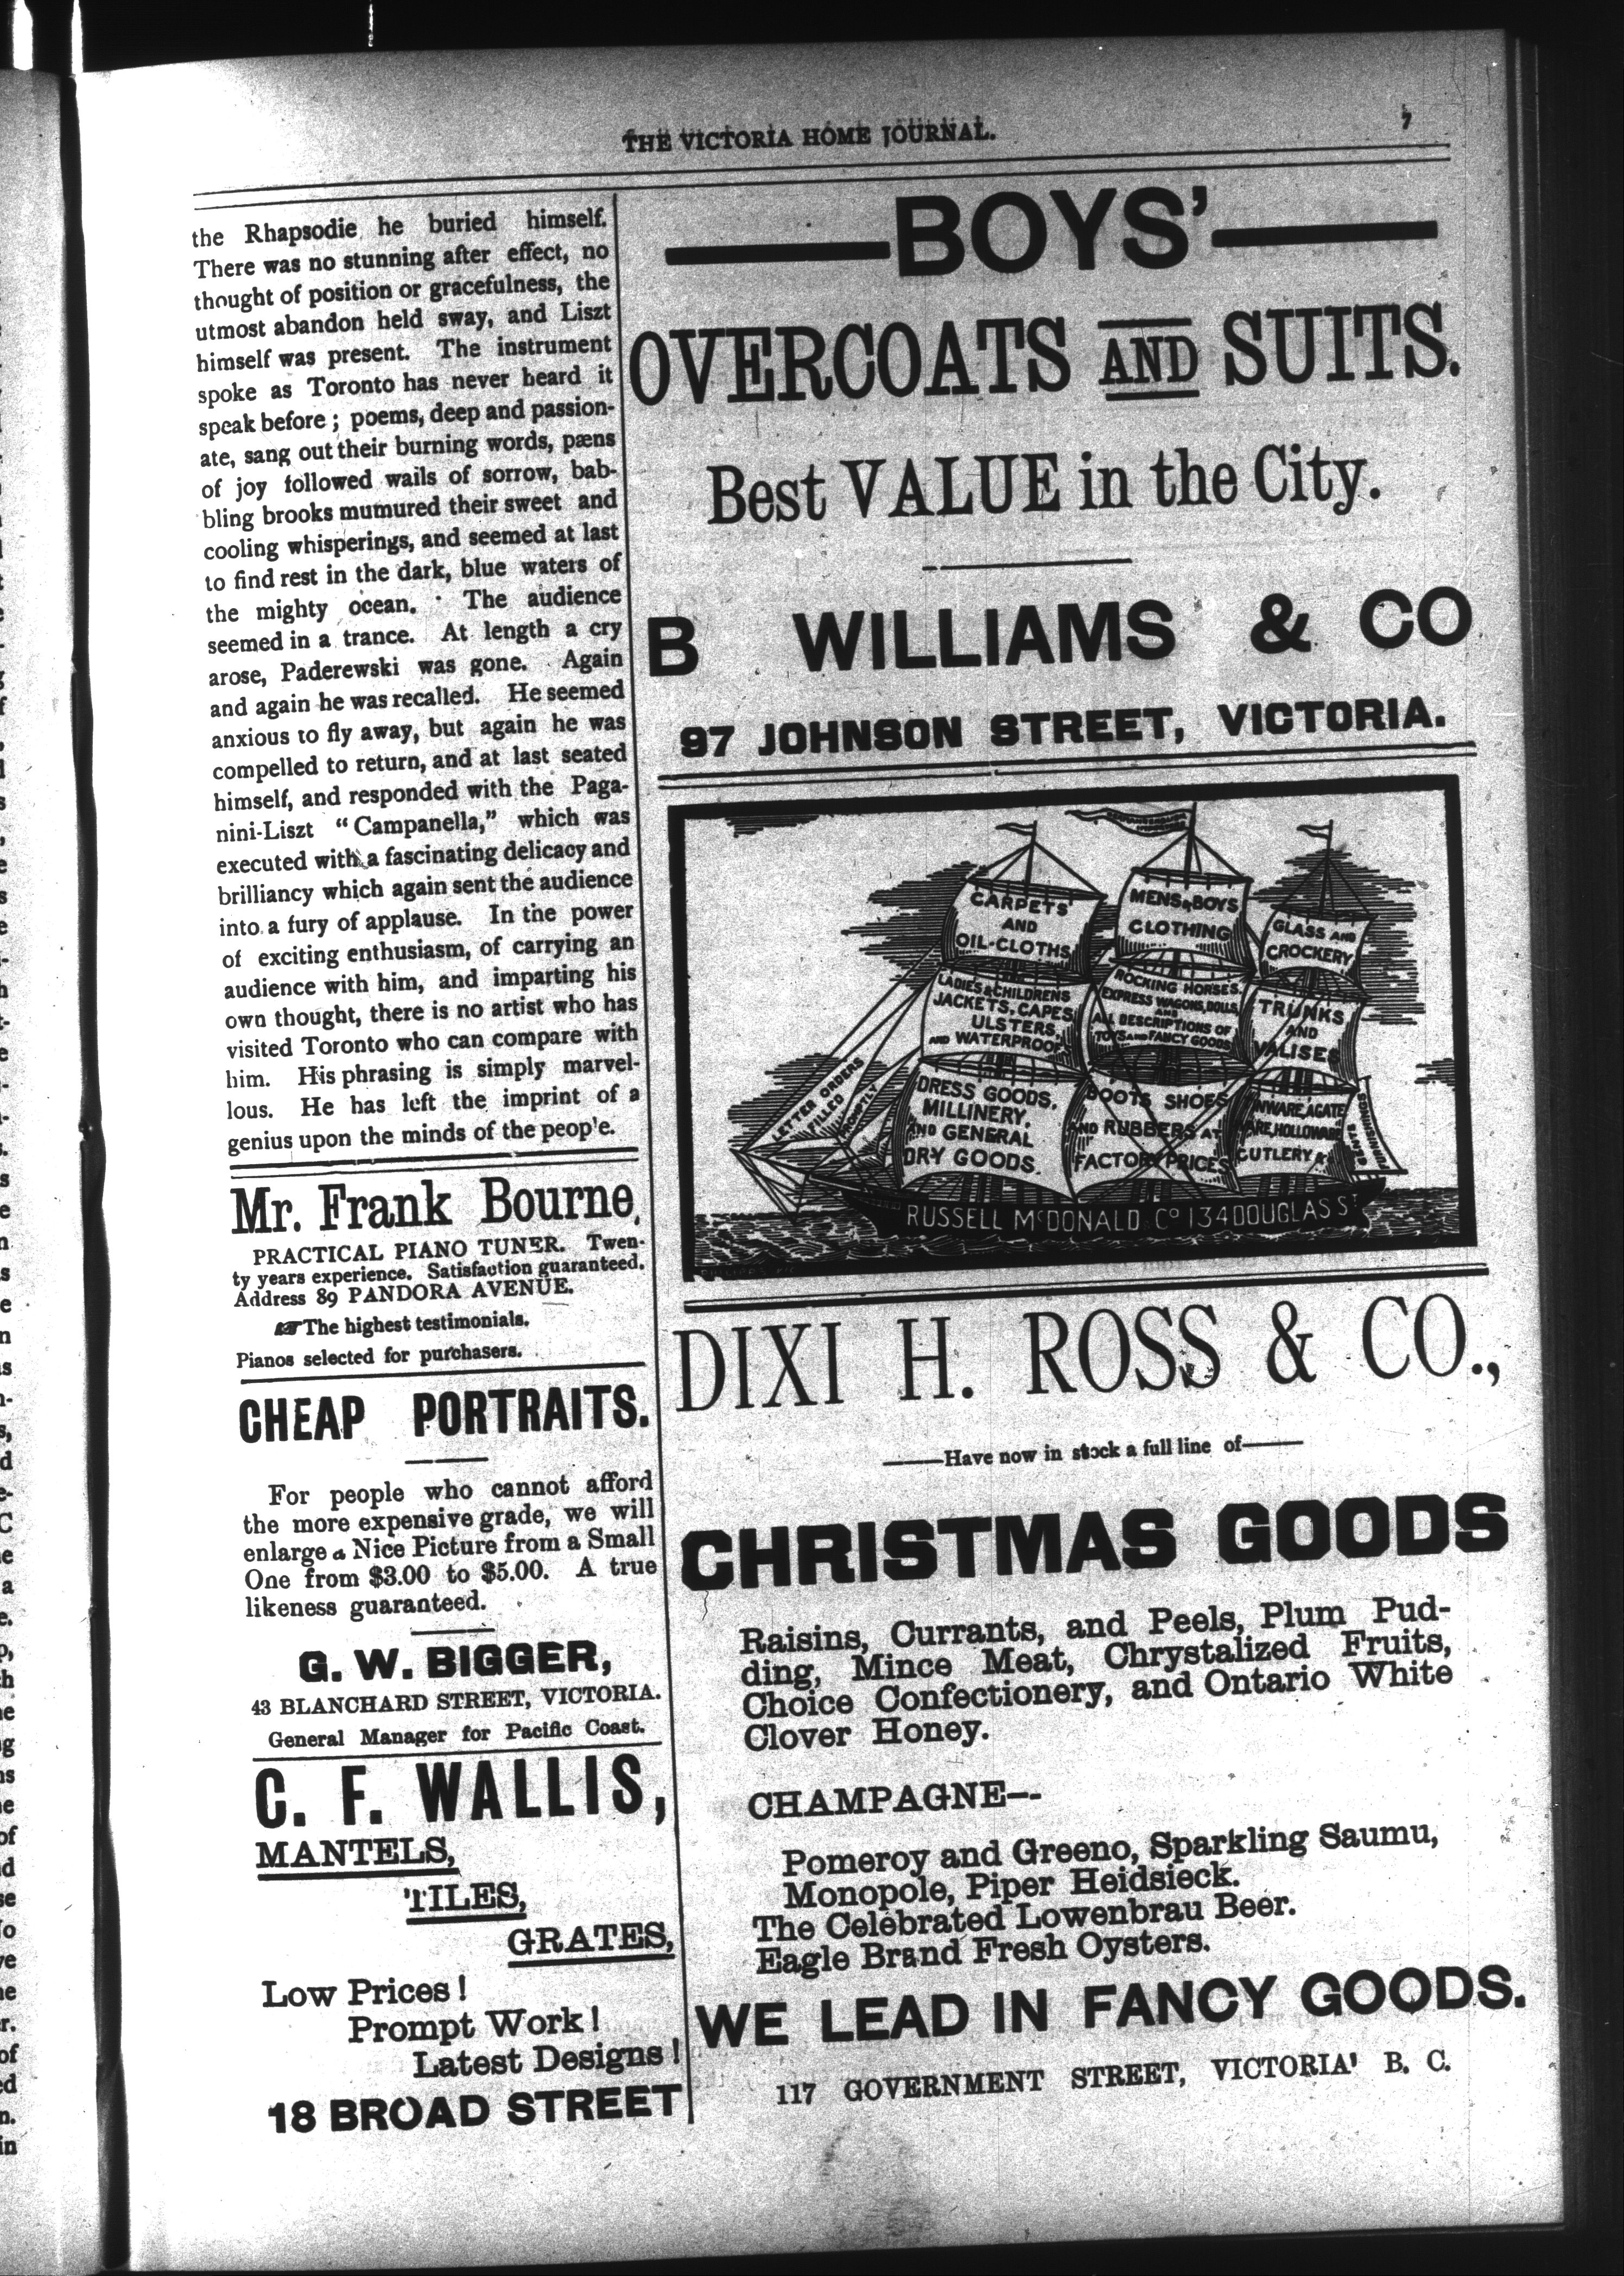 THE VICTORIA HOME JOURNAL.
7
the Rhapsodie he buried himself.
There was no stunning after effect, no
thought of position or gracefulness, the
utmost abandon held sway, and Liszt
himself was present. The instrument
spoke as Toronto has never heard it
speak before ; poems, deep and passion-
ate, sang out their burning words, pæns
of joy followed wails of sorrow, bab-
bling brooks mumured their sweet and
cooling whisperings, and seemed at last
to find rest in the dark, blue waters of
the mighty ocean. The audience
seemed in a trance. At length a cry
arose, Paderewski was gone. Again
and again he was recalled. He seemed
anxious to fly away, but again he was
compelled to return, and at last seated
himself, and responded with the Paga-
nini-Liszt "Campanella," which was
executed with a fascinating delicacy and
brilliancy which again sent the audience
into a fury of applause. In the power
of exciting enthusiasm, of carrying an
audience with him, and imparting his
own thought, there is no artist who has
visited Toronto who can compare with
him. His phrasing is simply marvel-
lous. He has left the imprint of a
genius upon the minds of the peop'e.
Mr. Frank Bourne,
PRACTICAL PIANO TUNER. Twen-
ty years experience. Satisfaction guaranteed.
Address 89 PANDORA AVENUE.
☞The highest testimonials.
Pianos selected for purchasers.
CHEAP PORTRAITS.
For people who cannot afford
the more expensive grade, we will
enlarge a Nice Picture from a Small
One from $3.00 to $5.00. A true
likeness guaranteed.
G. W. BIGGER,
43 BLANCHARD STREET, VICTORIA.
General Manager for Pacific Coast.
C. F. WALLIS,
MANTELS,
TILES,
GRATES,
Low Prices !
Prompt Work !
Latest Designs !
18 BROAD STREET
BOYS'
OVERCOATS AND SUITS.
Best VALUE in the City.
B WILLIAMS & CO
97 JOHNSON STREET, VICTORIA.
CARPETS
AND
OIL-CLOTHS
MENS & BOYS
CLOTHING
GLASS AND
CROCKERY
LADIES & CHILDRENS
JACKETS, CAPES
ULSTERS,
AND WATERPROOFS
ROCKING HORSES,
EXPRESS WAGONS, DOLLS,
AND
ALL DESCRIPTIONS OF
TOYS AND FANCY GOODS
TRUNKS
AND
VALISES
LETTER ORDERS
FILLED
PROMPTLY
DRESS GOODS,
MILLINERY,
AND GENERAL
DRY GOODS.
BOOTS SHOES
AND RUBBERS AT
FACTORY PRICES
INWARE, AGATE
ARE, HOLLOWARE
CUTLERY &c
GENTS
FURNISHINGS
RUSSELL McDONALD Co 134 DOUGLAS ST
DIXI H. ROSS & CO.,
Have now in stock a full line of
CHRISTMAS GOODS
Raisins, Currants, and Peels, Plum Pud-
ding, Mince Meat, Chrystalized Fruits,
Choice Confectionery, and Ontario White
Clover Honey.
CHAMPAGNE--
Pomeroy and Greeno, Sparkling Saumu,
Monopole, Piper Heidsieck.
The Celebrated Lowenbrau Beer.
Eagle Brand Fresh Oysters.
WE LEAD IN FANCY GOODS.
117 GOVERNMENT STREET, VICTORIA' B. C.